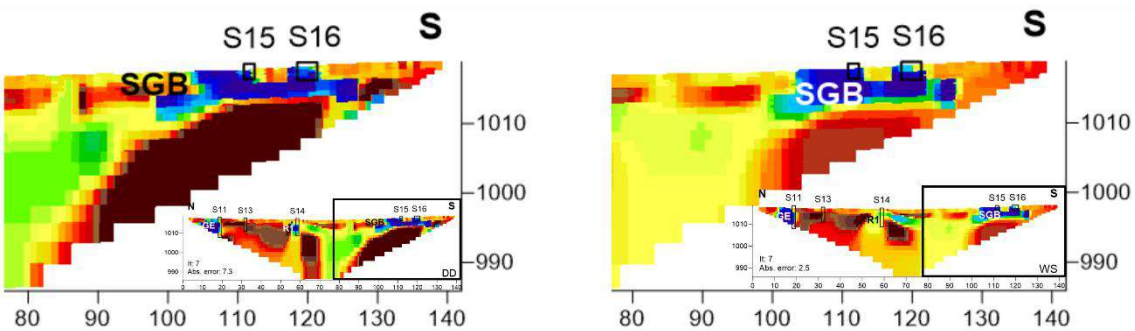 S
S15 S16
SGB
1010
1000
990
80 90 100 110 120 130 140
N S
S11 S13 S14 S15 S16
GE R1 SGB
1010
1000
990
It: 7
Abs. error: 7.3
DD
0 10 20 30 40 50 60 70 80 90 100 110 120 130 140
S
S15 S16
SGB
1010
1000
990
80 90 100 110 120 130 140
N S
S11 S13 S14 S15 S16
GE R1 SGB
1010
1000
990
It: 7
Abs. error: 2.5
WS
0 10 20 30 40 50 60 70 80 90 100 110 120 130 140